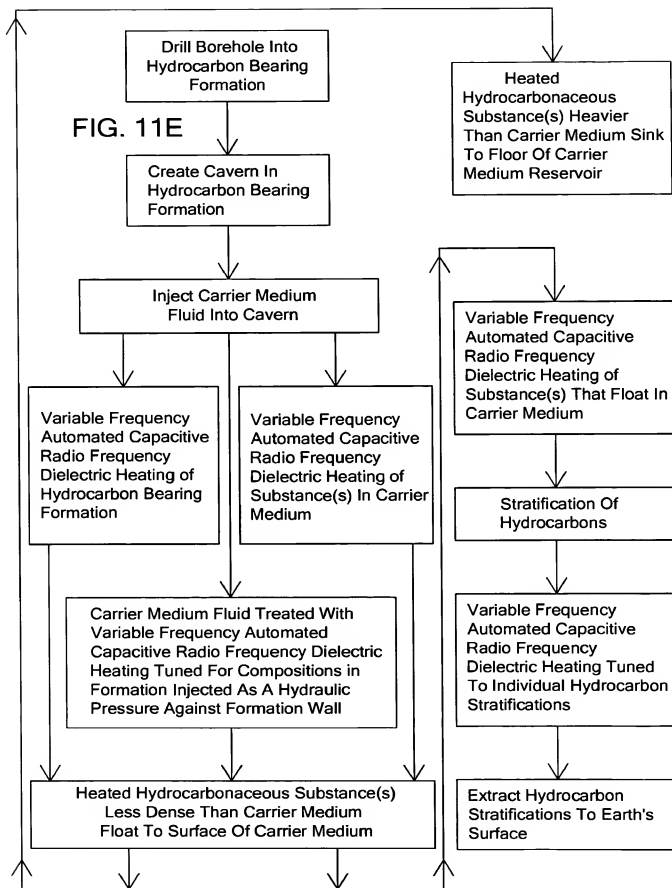 Drill Borehole Into
Hydrocarbon Bearing
Formation
FIG. 11E
Create Cavern In
Hydrocarbon Bearing
Formation
Inject Carrier Medium
Fluid Into Cavern
Variable Frequency
Automated Capacitive
Radio Frequency
Dielectric Heating of
Hydrocarbon Bearing
Formation
Variable Frequency
Automated Capacitive
Radio Frequency
Dielectric Heating of
Substance(s) In Carrier
Medium
Carrier Medium Fluid Treated With
Variable Frequency Automated
Capacitive Radio Frequency Dielectric
Heating Tuned For Compositions in
Formation Injected As A Hydraulic
Pressure Against Formation Wall
Heated Hydrocarbonaceous Substance(s)
Less Dense Than Carrier Medium
Float To Surface Of Carrier Medium
Heated
Hydrocarbonaceous
Substance(s) Heavier
Than Carrier Medium Sink
To Floor Of Carrier
Medium Reservoir
Variable Frequency
Automated Capacitive
Radio Frequency
Dielectric Heating of
Substance(s) That Float In
Carrier Medium
Stratification Of
Hydrocarbons
Variable Frequency
Automated Capacitive
Radio Frequency
Dielectric Heating Tuned
To Individual Hydrocarbon
Stratifications
Extract Hydrocarbon
Stratifications To Earth's
Surface